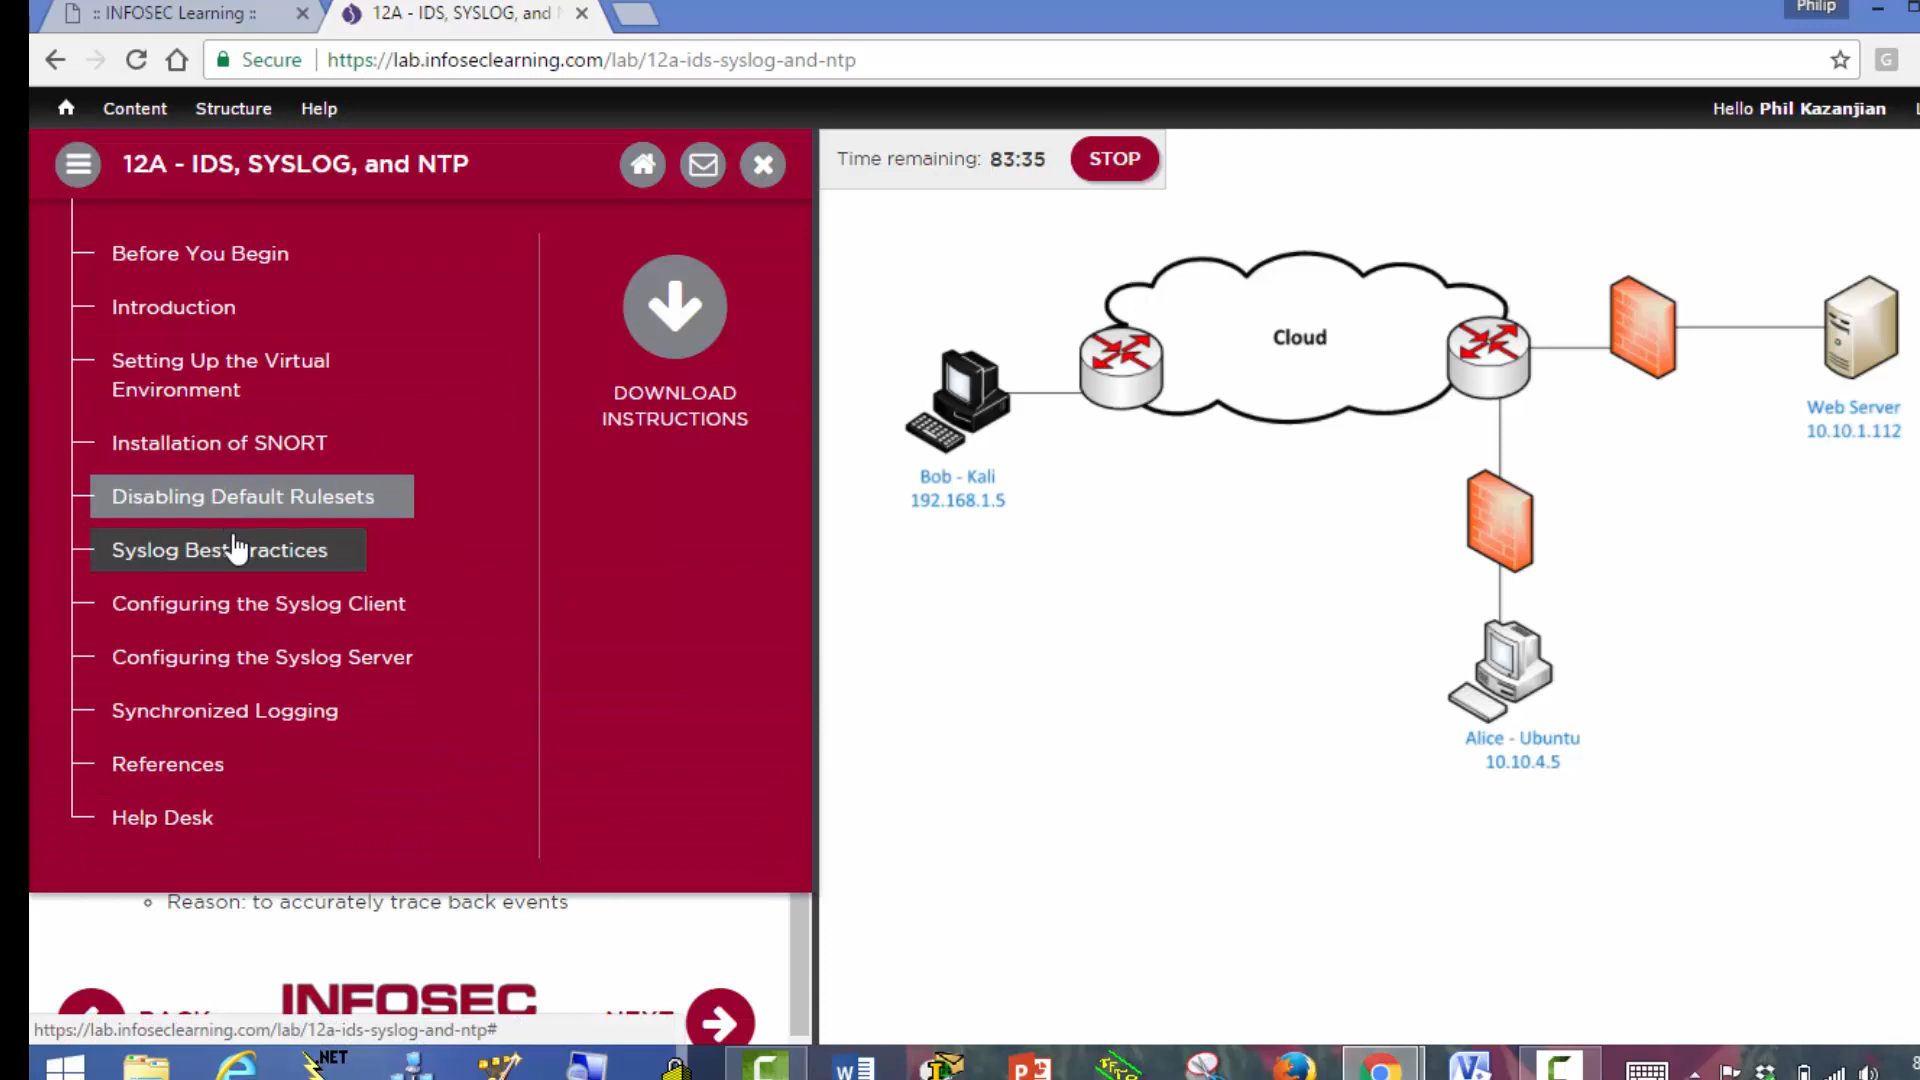 :: INFOSEC Learning ::
12A - IDS, SYSLOG, and
Philip
Secure
https://lab.infoseclearning.com/lab/12a-ids-syslog-and-ntp
G
Content Structure Help
Hello Phil Kazanjian
12A - IDS, SYSLOG, and NTP
Time remaining: 83:35
STOP
Before You Begin
Introduction
Setting Up the Virtual
Environment
Installation of SNORT
Disabling Default Rulesets
Syslog Best Practices
Configuring the Syslog Client
Configuring the Syslog Server
Synchronized Logging
References
Help Desk
DOWNLOAD
INSTRUCTIONS
Cloud
Bob - Kali
192.168.1.5
Web Server
10.10.1.112
Alice - Ubuntu
10.10.4.5
Reason: to accurately trace back events
BACK
INFOSEC
NEXT
https://lab.infoseclearning.com/lab/12a-ids-syslog-and-ntp#
.NET